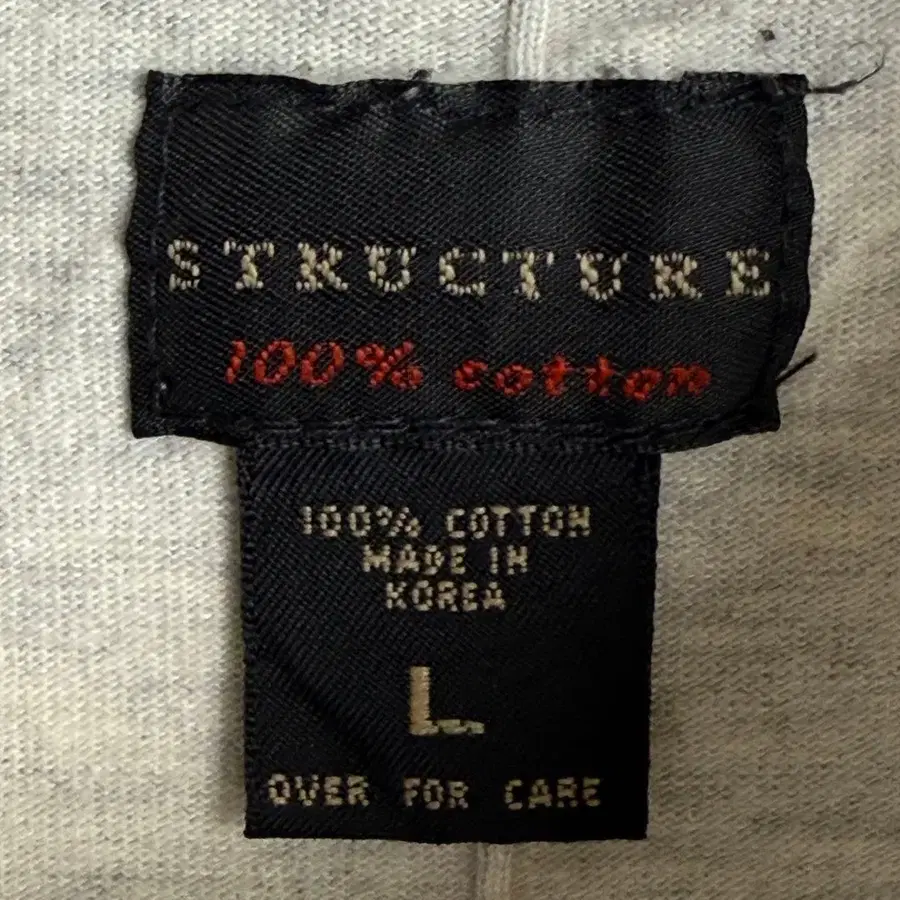 STRUCTURE
100% cotton
100% COTTON
MADE IN
KOREA
L
OVER FOR CARE